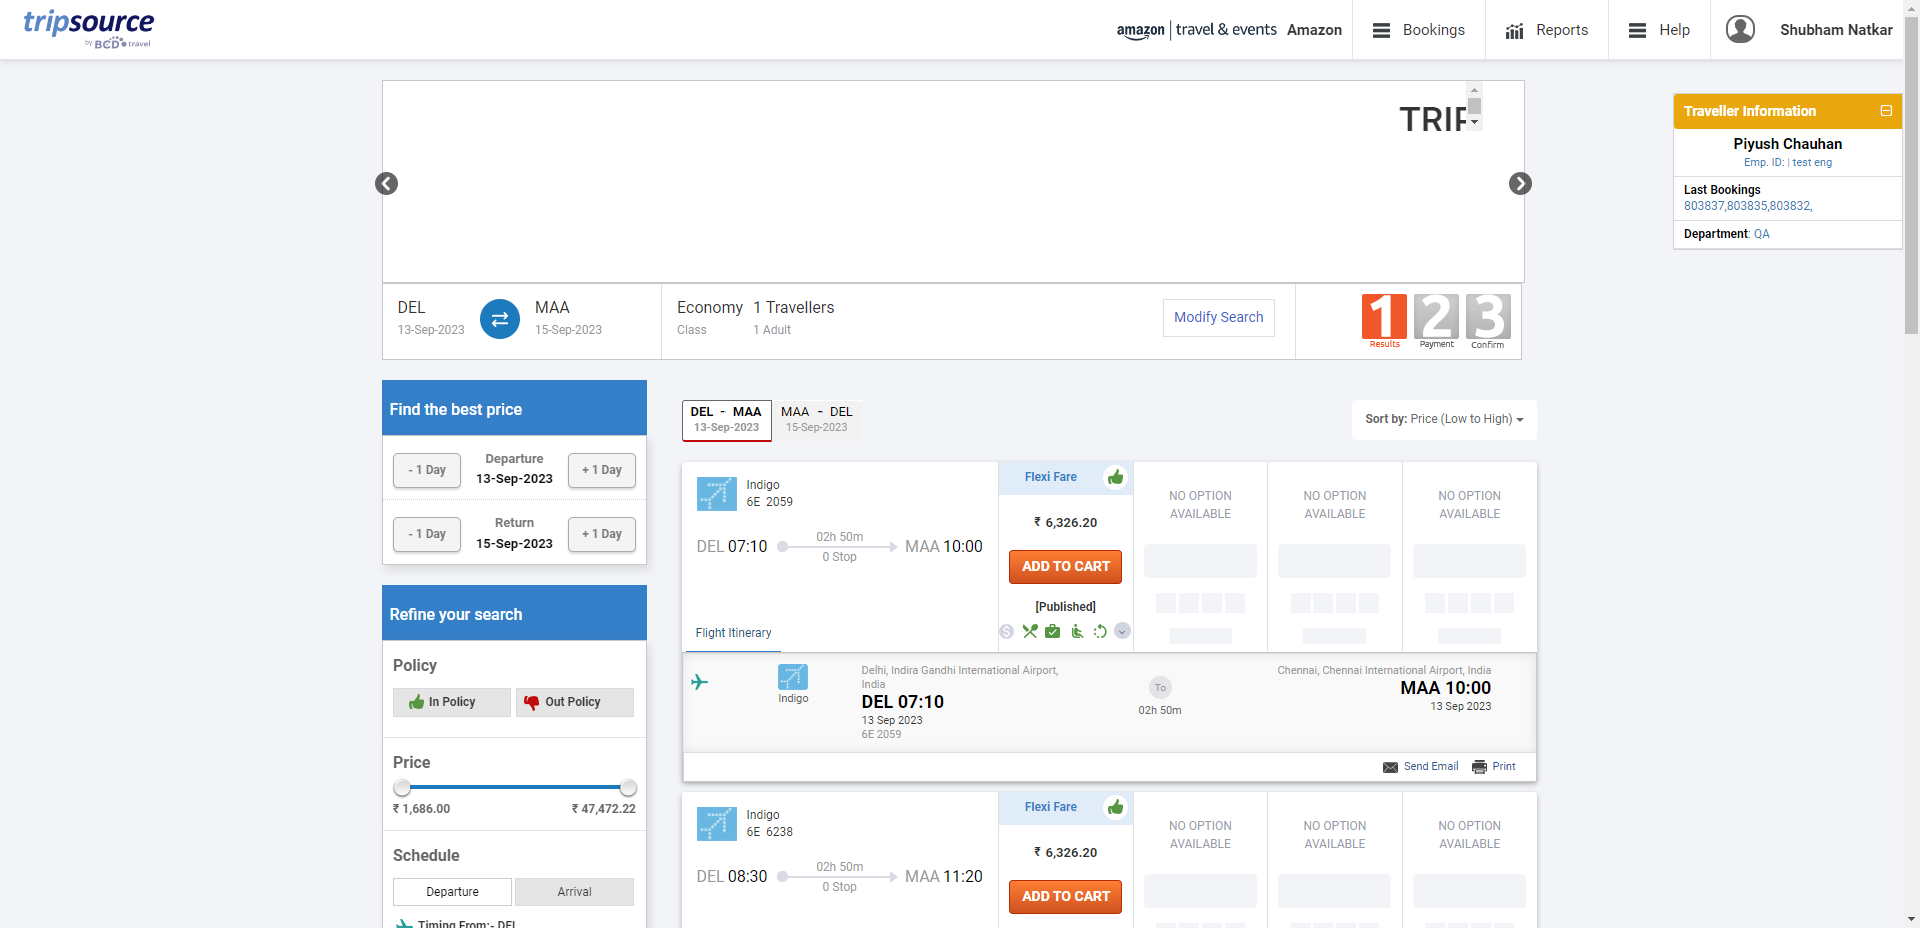 tripsource
by BCD travel
amazon | travel & events Amazon
Bookings
Reports
Help
Shubham Natkar
Traveller Information
Piyush Chauhan
Emp. ID: | test eng
Last Bookings
803837,803835,803832,
Department: QA
DEL
13-Sep-2023
MAA
15-Sep-2023
Economy
Class
1 Travellers
1 Adult
Modify Search
1 2 3
Results Payment Confirm
Find the best price
- 1 Day
Departure
13-Sep-2023
+ 1 Day
- 1 Day
Return
15-Sep-2023
+ 1 Day
Refine your search
Policy
In Policy
Out Policy
Price
₹ 1,686.00
₹ 47,472.22
Schedule
Departure
Arrival
Timing From:- DEL
DEL - MAA
13-Sep-2023
MAA - DEL
15-Sep-2023
Sort by: Price (Low to High)
Indigo
6E 2059
DEL 07:10
02h 50m
0 Stop
MAA 10:00
Flight Itinerary
Flexi Fare
₹ 6,326.20
ADD TO CART
[Published]
NO OPTION
AVAILABLE
NO OPTION
AVAILABLE
NO OPTION
AVAILABLE
Indigo
Delhi, Indira Gandhi International Airport,
India
DEL 07:10
13 Sep 2023
6E 2059
To
02h 50m
Chennai, Chennai International Airport, India
MAA 10:00
13 Sep 2023
Send Email
Print
Indigo
6E 6238
DEL 08:30
02h 50m
0 Stop
MAA 11:20
Flexi Fare
₹ 6,326.20
ADD TO CART
NO OPTION
AVAILABLE
NO OPTION
AVAILABLE
NO OPTION
AVAILABLE